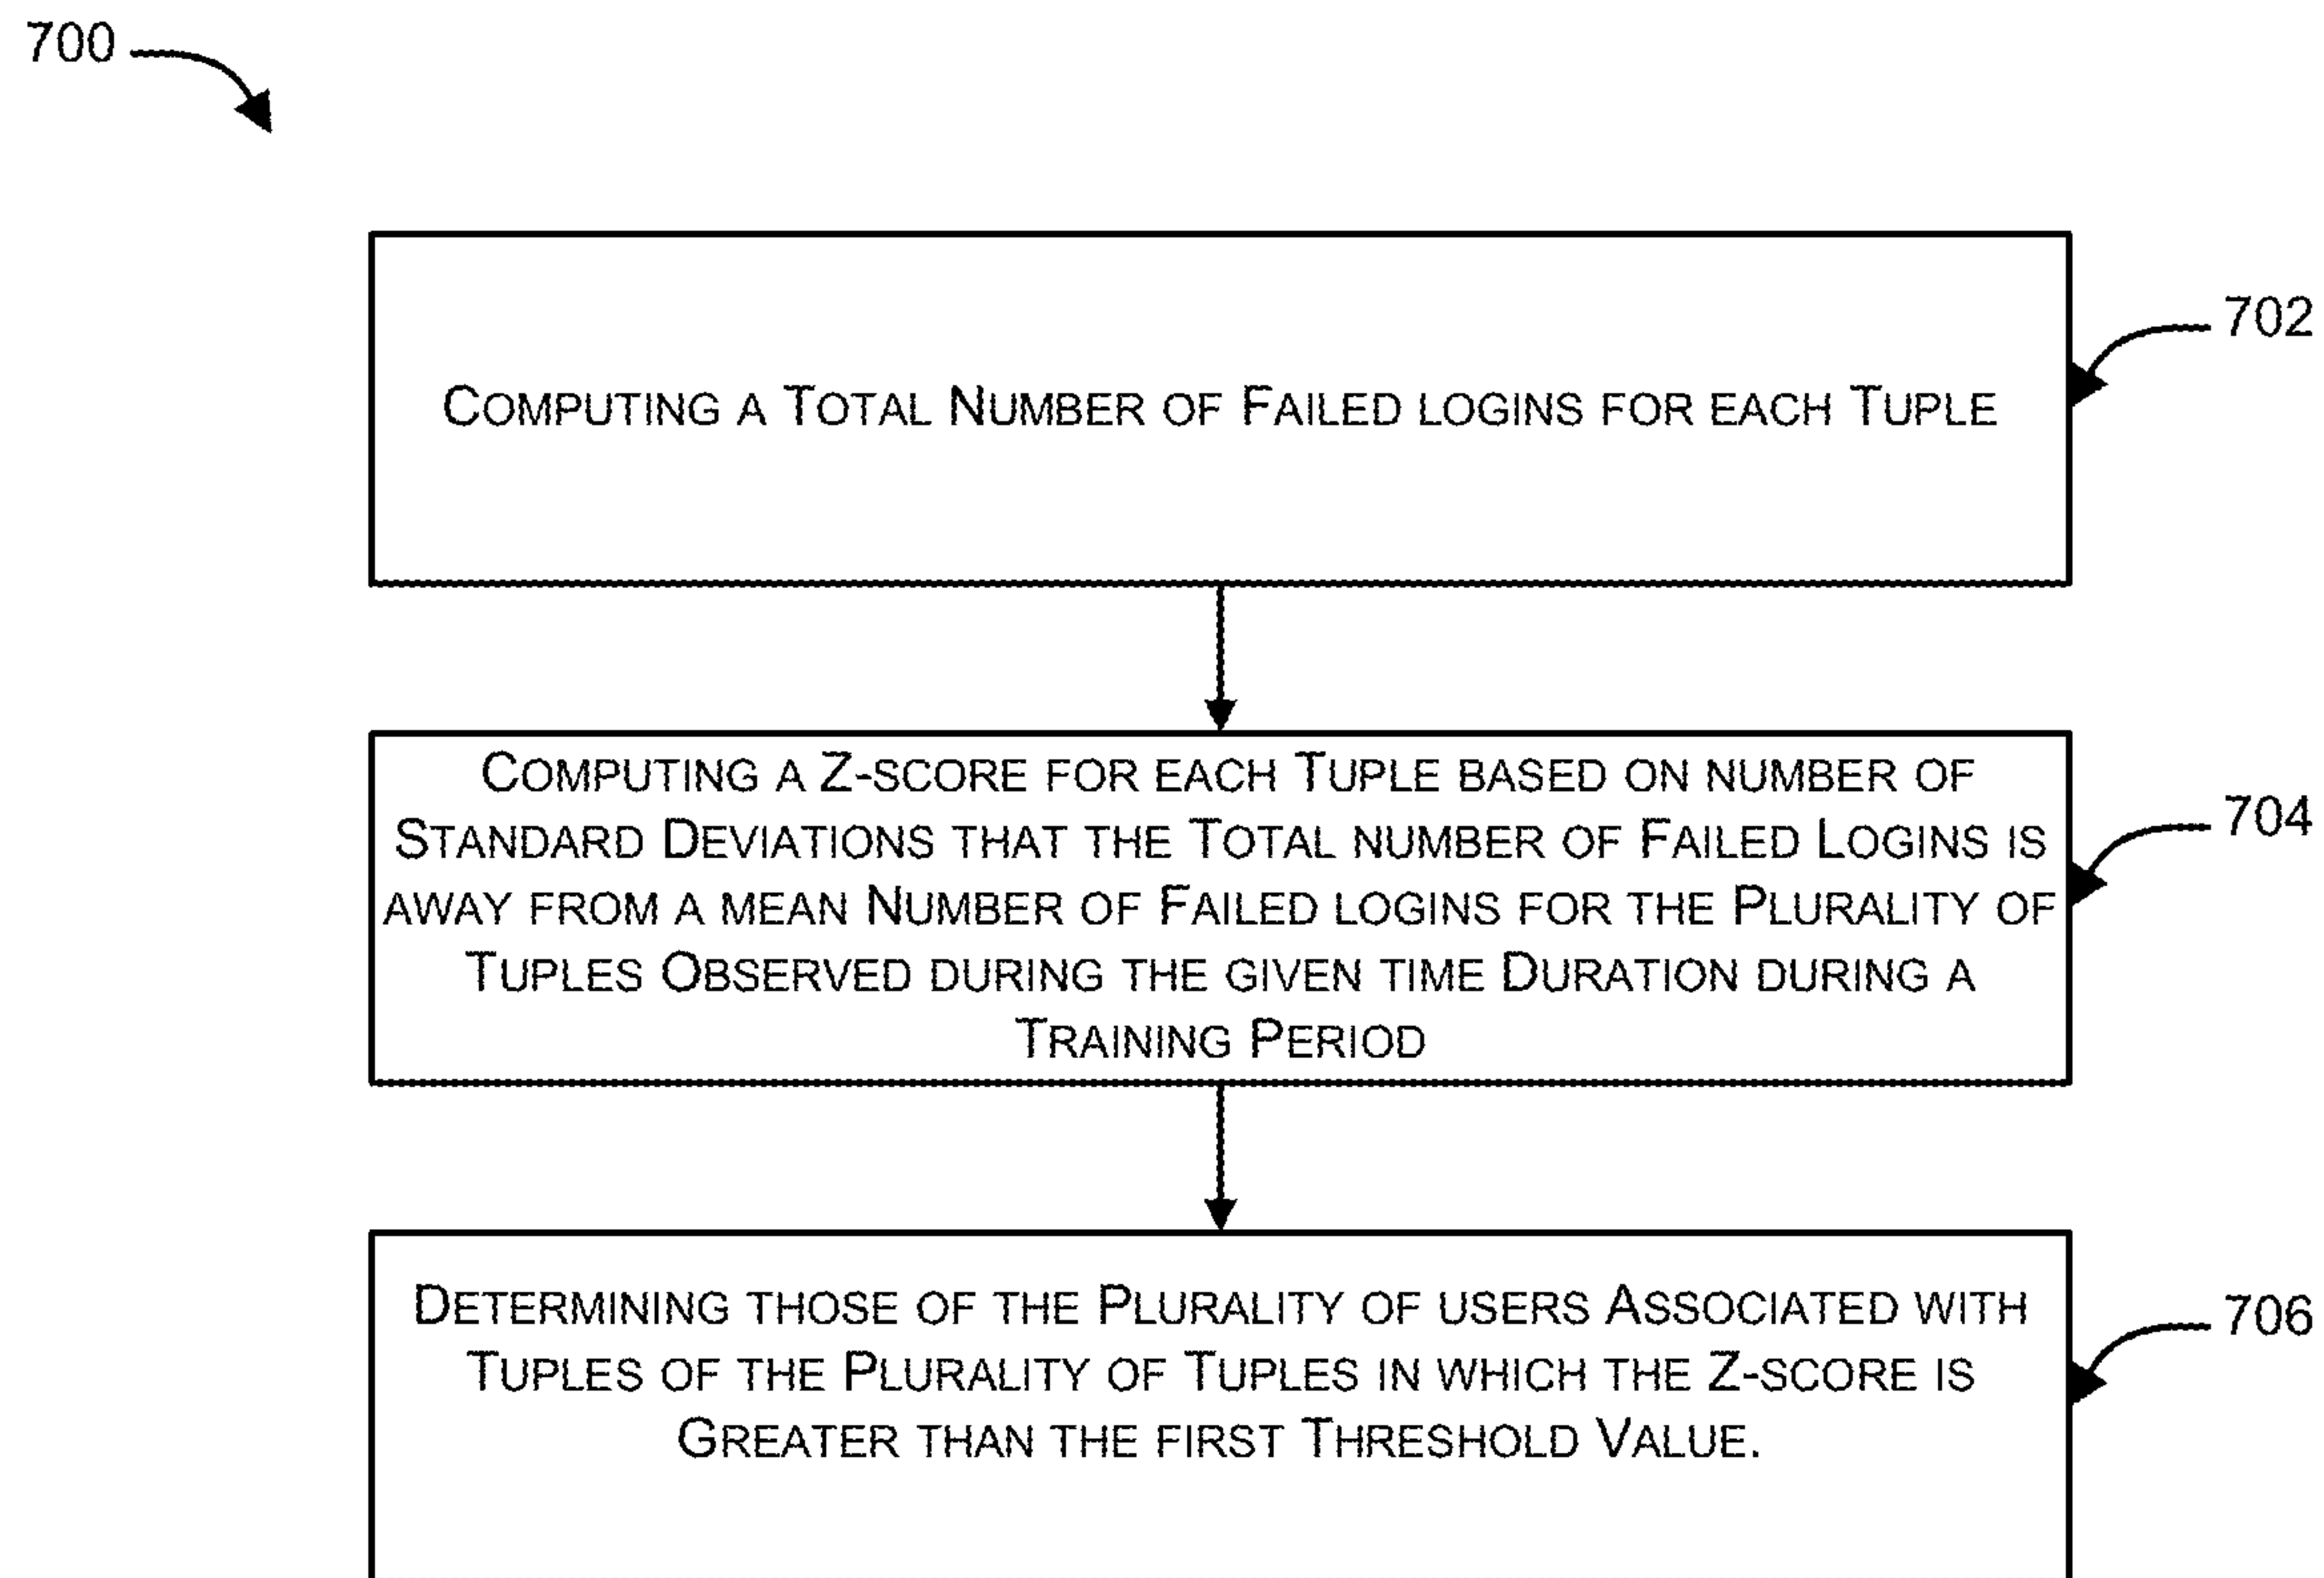 700
702
COMPUTING A TOTAL NUMBER OF FAILED LOGINS FOR EACH TUPLE
COMPUTING A Z-SCORE FOR EACH TUPLE BASED ON NUMBER OF
STANDARD DEVIATIONS THAT THE TOTAL NUMBER OF FAILED LOGINS IS
704
AWAY FROM A MEAN NUMBER OF FAILED LOGINS FOR THE PLURALITY OF
TUPLES OBSERVED DURING THE GIVEN TIME DURATION DURING A
TRAINING PERIOD
DETERMINING THOSE OF THE PLURALITY OF USERS ASSOCIATED WITH
706
TUPLES OF THE PLURALITY OF TUPLES IN WHICH THE Z-SCORE IS
GREATER THAN THE FIRST THRESHOLD VALUE.